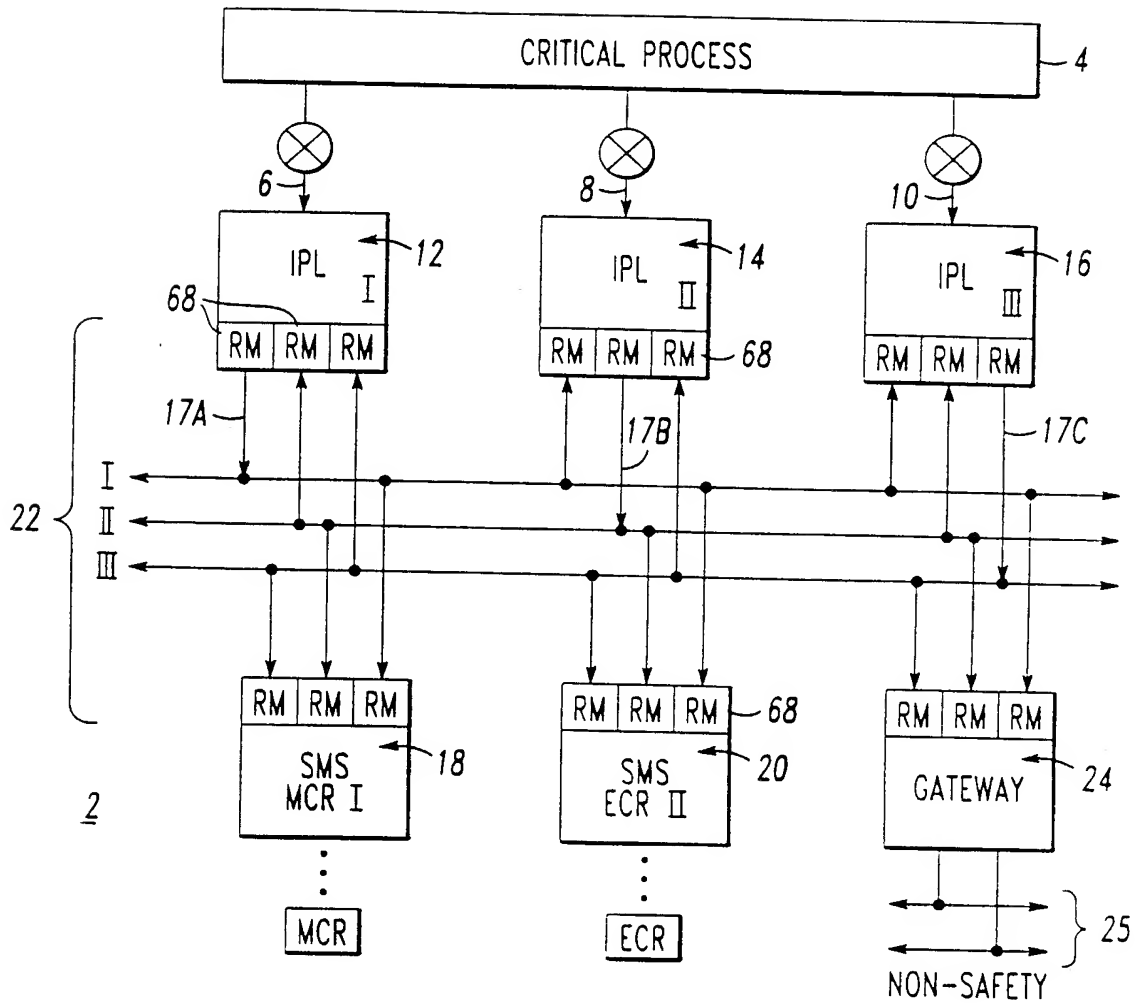 CRITICAL PROCESS
4
6
8
10
IPL
I
12
IPL
II
14
IPL
III
16
68
RM RM RM
RM RM RM
68
RM RM RM
17A
17B
17C
22
I
II
III
RM RM RM
RM RM RM
68
RM RM RM
SMS
MCR I
18
SMS
ECR II
20
GATEWAY
24
2
MCR
ECR
25
NON-SAFETY